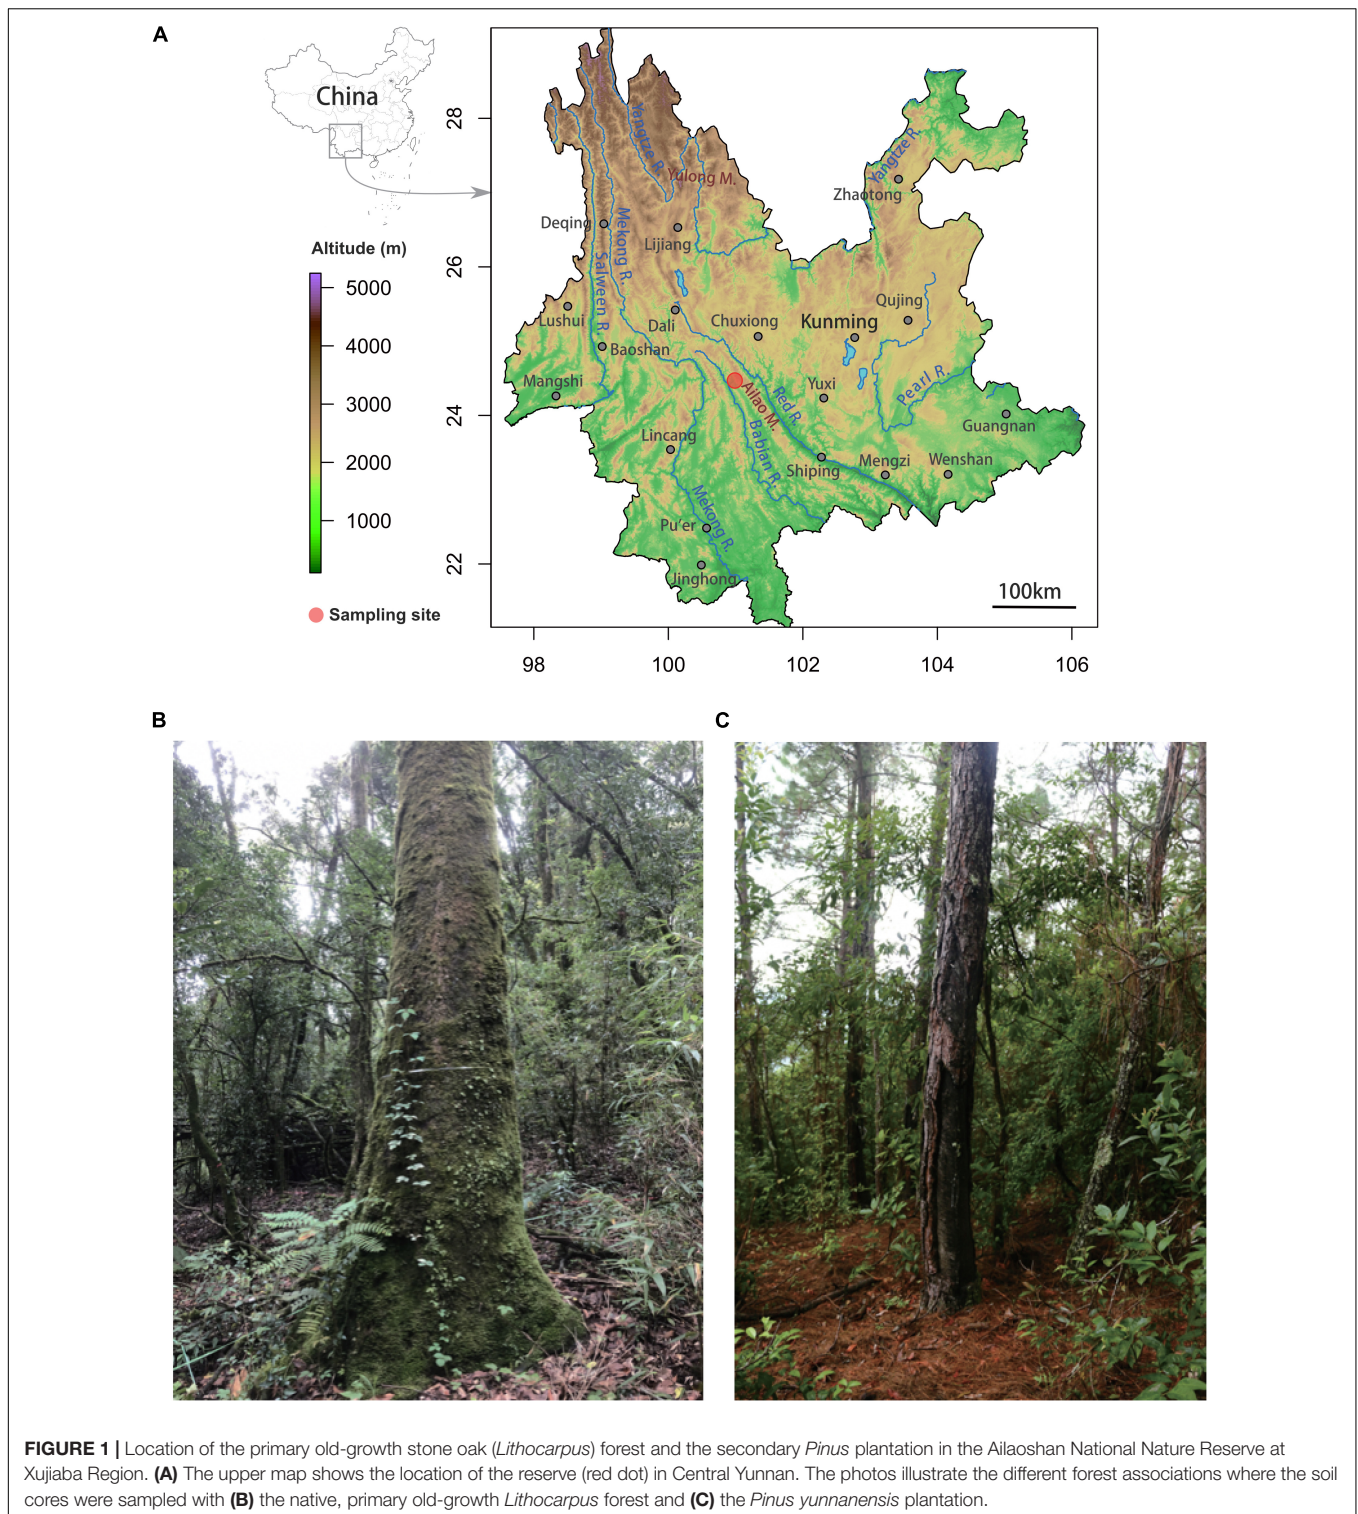 A
China
Altitude (m)
5000
4000
3000
2000
1000
Sampling site
28
26
24
22
98
100
102
104
106
Yangtze R.
Yulong M.
Yangtze R.
Zhaotong
Deqing
Mekong R.
Lijiang
Salween R.
Lushui
Dali
Chuxiong
Kunming
Qujing
Baoshan
Mangshi
Ailao M.
Red R.
Yuxi
Pearl R.
Guangnan
Lincang
Babian R.
Shiping
Mengzi
Wenshan
Mekong R.
Pu'er
Jinghong
100km
B
C
FIGURE 1 | Location of the primary old-growth stone oak (Lithocarpus) forest and the secondary Pinus plantation in the Ailaoshan National Nature Reserve at
Xujiaba Region. (A) The upper map shows the location of the reserve (red dot) in Central Yunnan. The photos illustrate the different forest associations where the soil
cores were sampled with (B) the native, primary old-growth Lithocarpus forest and (C) the Pinus yunnanensis plantation.